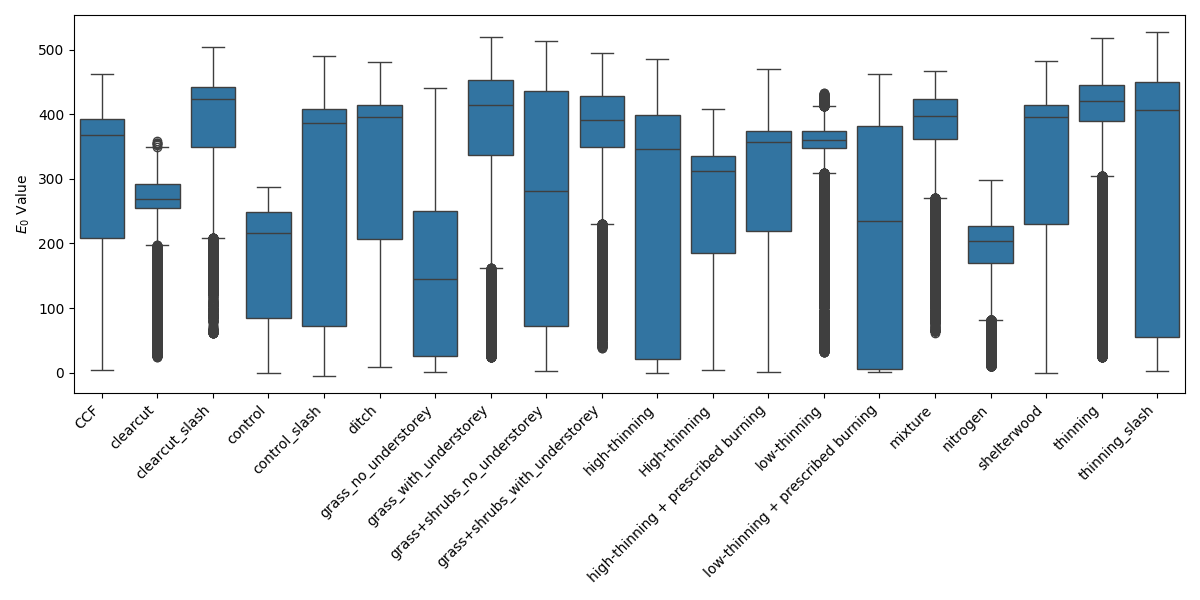 500
400
300
200
100
0
E₀ Value
CCF
clearcut
clearcut_slash
control
control_slash
ditch
grass_no_understorey
grass_with_understorey
grass+shrubs_no_understorey
grass+shrubs_with_understorey
high-thinning
High-thinning
high-thinning + prescribed burning
low-thinning
low-thinning + prescribed burning
mixture
nitrogen
shelterwood
thinning
thinning_slash